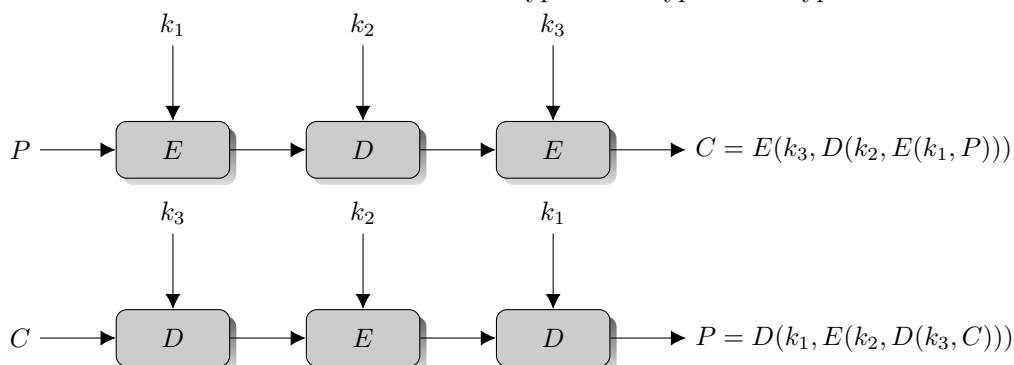 k₁ k₂ k₃
P E D E C = E(k₃, D(k₂, E(k₁, P)))
k₃ k₂ k₁
C D E D P = D(k₁, E(k₂, D(k₃, C)))